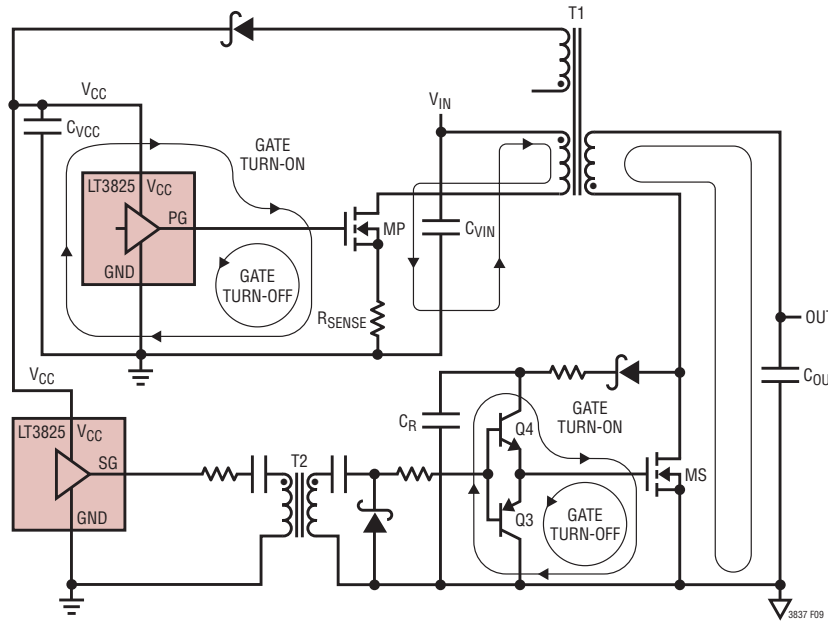 T1
VCC
CVCC
GATE
TURN-ON
VIN
LT3825
VCC
PG
MP
CVIN
GND
GATE
TURN-OFF
RSENSE
OUT
VCC
COU
LT3825
VCC
SG
T2
CR
Q4
GATE
TURN-ON
MS
GND
Q3
GATE
TURN-OFF
3837 F09